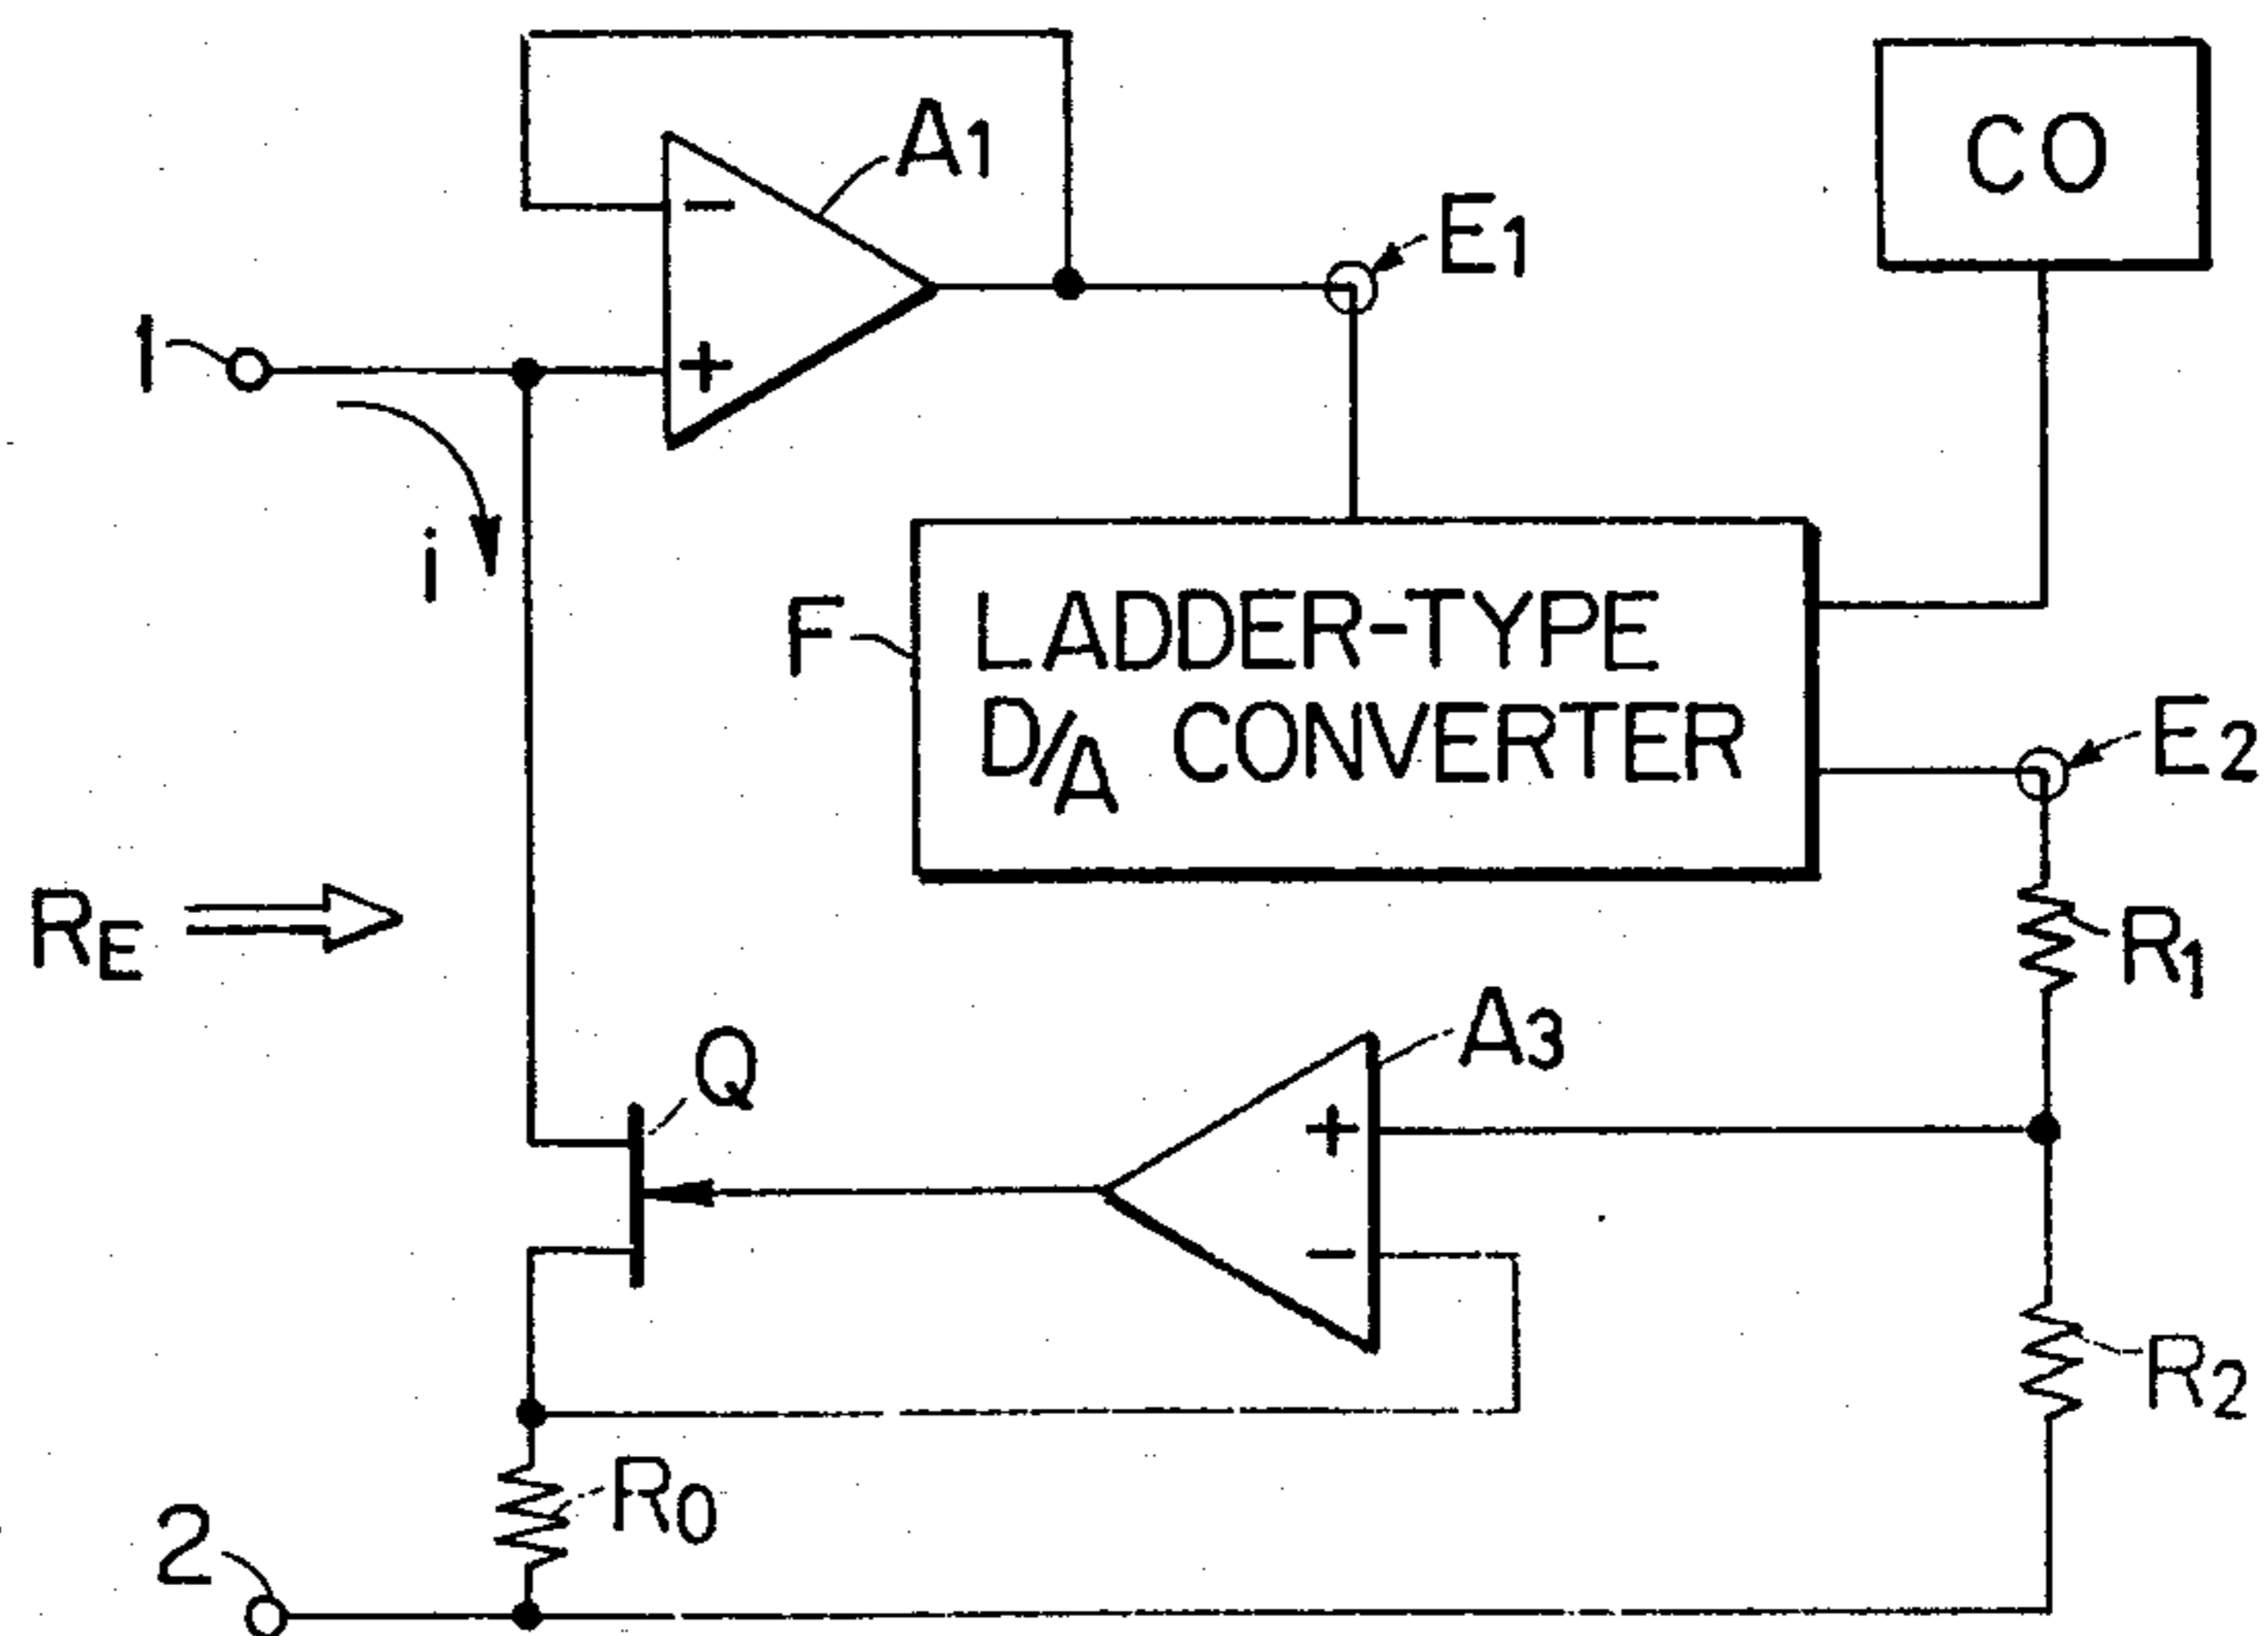 A1
CO
E1
1
-
+
i
F
LADDER-TYPE
D/A CONVERTER
E2
RE
R1
Q
A3
+
-
R2
R0
2